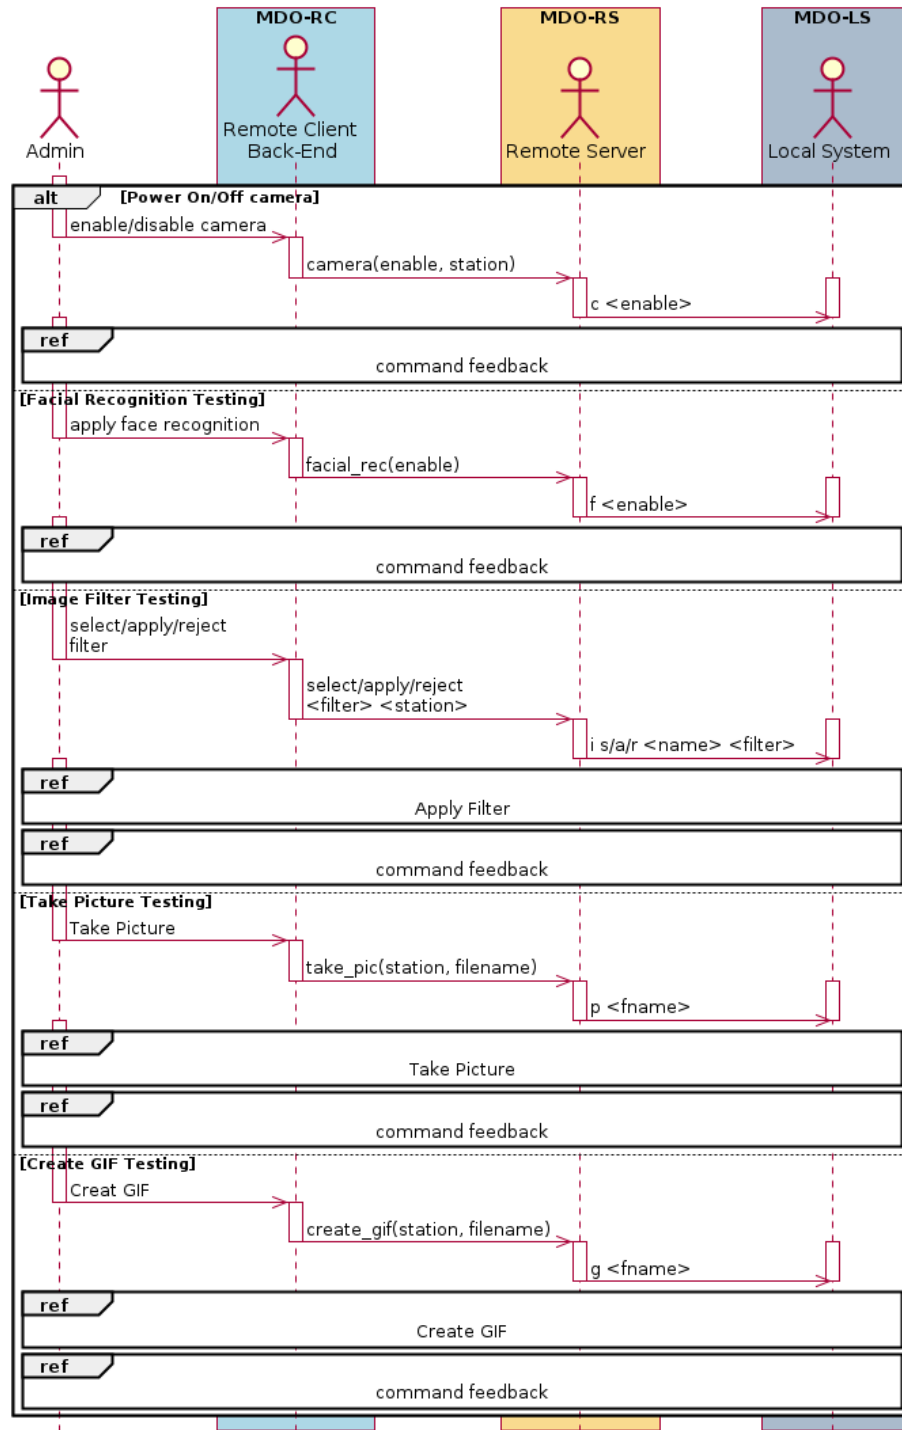 MDO-RC
MDO-RS
MDO-LS
Admin
Remote Client
Back-End
Remote Server
Local System
alt
[Power On/Off camera]
enable/disable camera
camera(enable, station)
c <enable>
ref
command feedback
[Facial Recognition Testing]
apply face recognition
facial_rec(enable)
f <enable>
ref
command feedback
[Image Filter Testing]
select/apply/reject
filter
select/apply/reject
<filter> <station>
i s/a/r <name> <filter>
ref
Apply Filter
ref
command feedback
[Take Picture Testing]
Take Picture
take_pic(station, filename)
p <fname>
ref
Take Picture
ref
command feedback
[Create GIF Testing]
Creat GIF
create_gif(station, filename)
g <fname>
ref
Create GIF
ref
command feedback